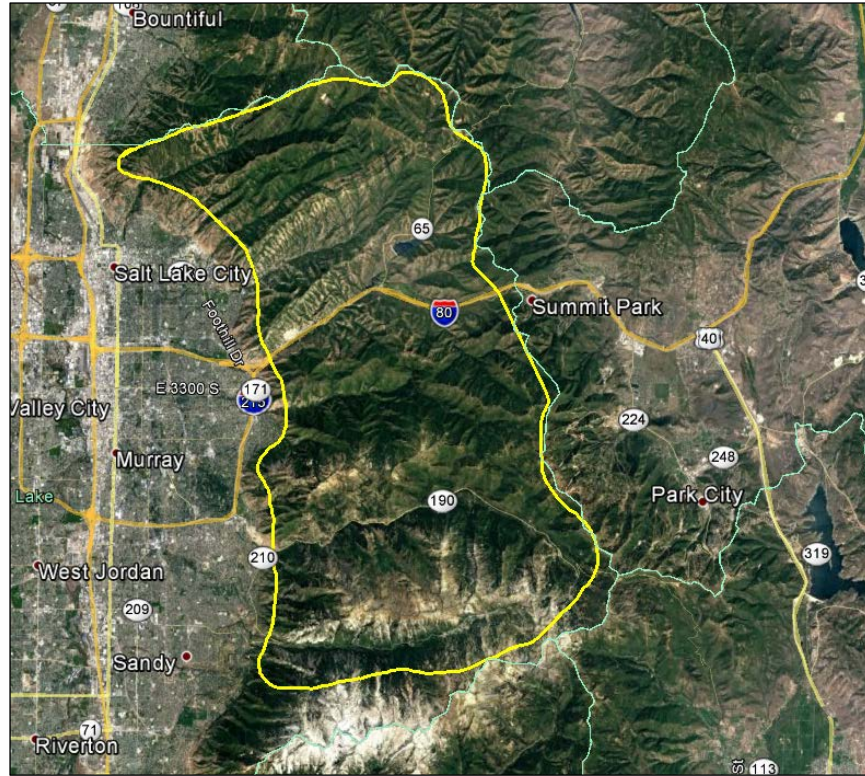 Bountiful
65
Salt Lake City
Summit Park
80
40
Foothill Dr
E 3300 S
171
215
Valley City
224
Murray
248
Lake
190
Park City
210
319
West Jordan
209
Sandy
71
Riverton
St
113